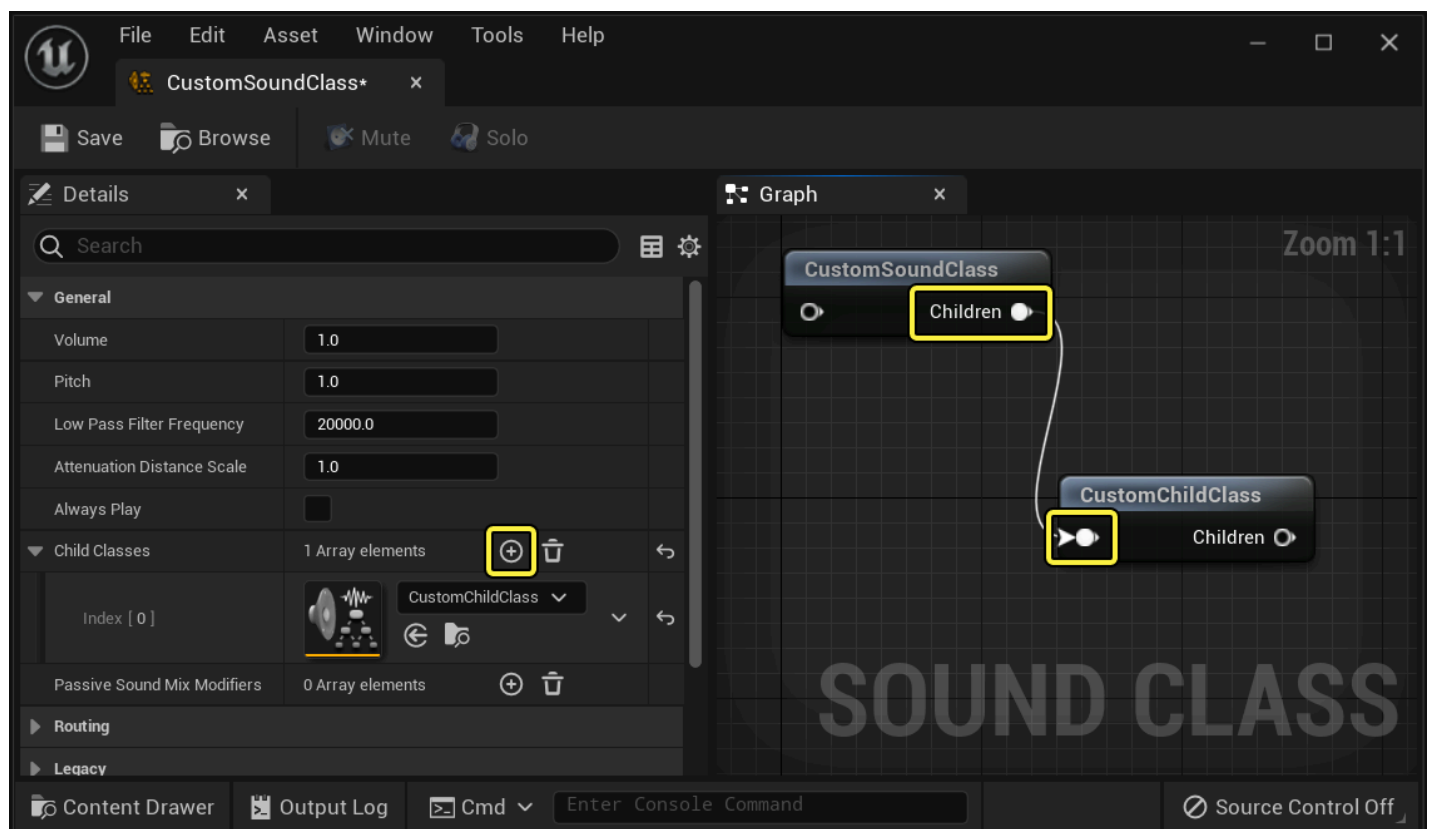 File Edit Asset Window Tools Help
CustomSoundClass*
Save Browse Mute Solo
Details
Graph
Search
Zoom 1:1
General
Volume 1.0
Pitch 1.0
Low Pass Filter Frequency 20000.0
Attenuation Distance Scale 1.0
Always Play
Child Classes 1 Array elements
Index [ 0 ] CustomChildClass
Passive Sound Mix Modifiers 0 Array elements
Routing
Legacy
CustomSoundClass
Children
CustomChildClass
Children
SOUND CLASS
Content Drawer Output Log Cmd Enter Console Command Source Control Off